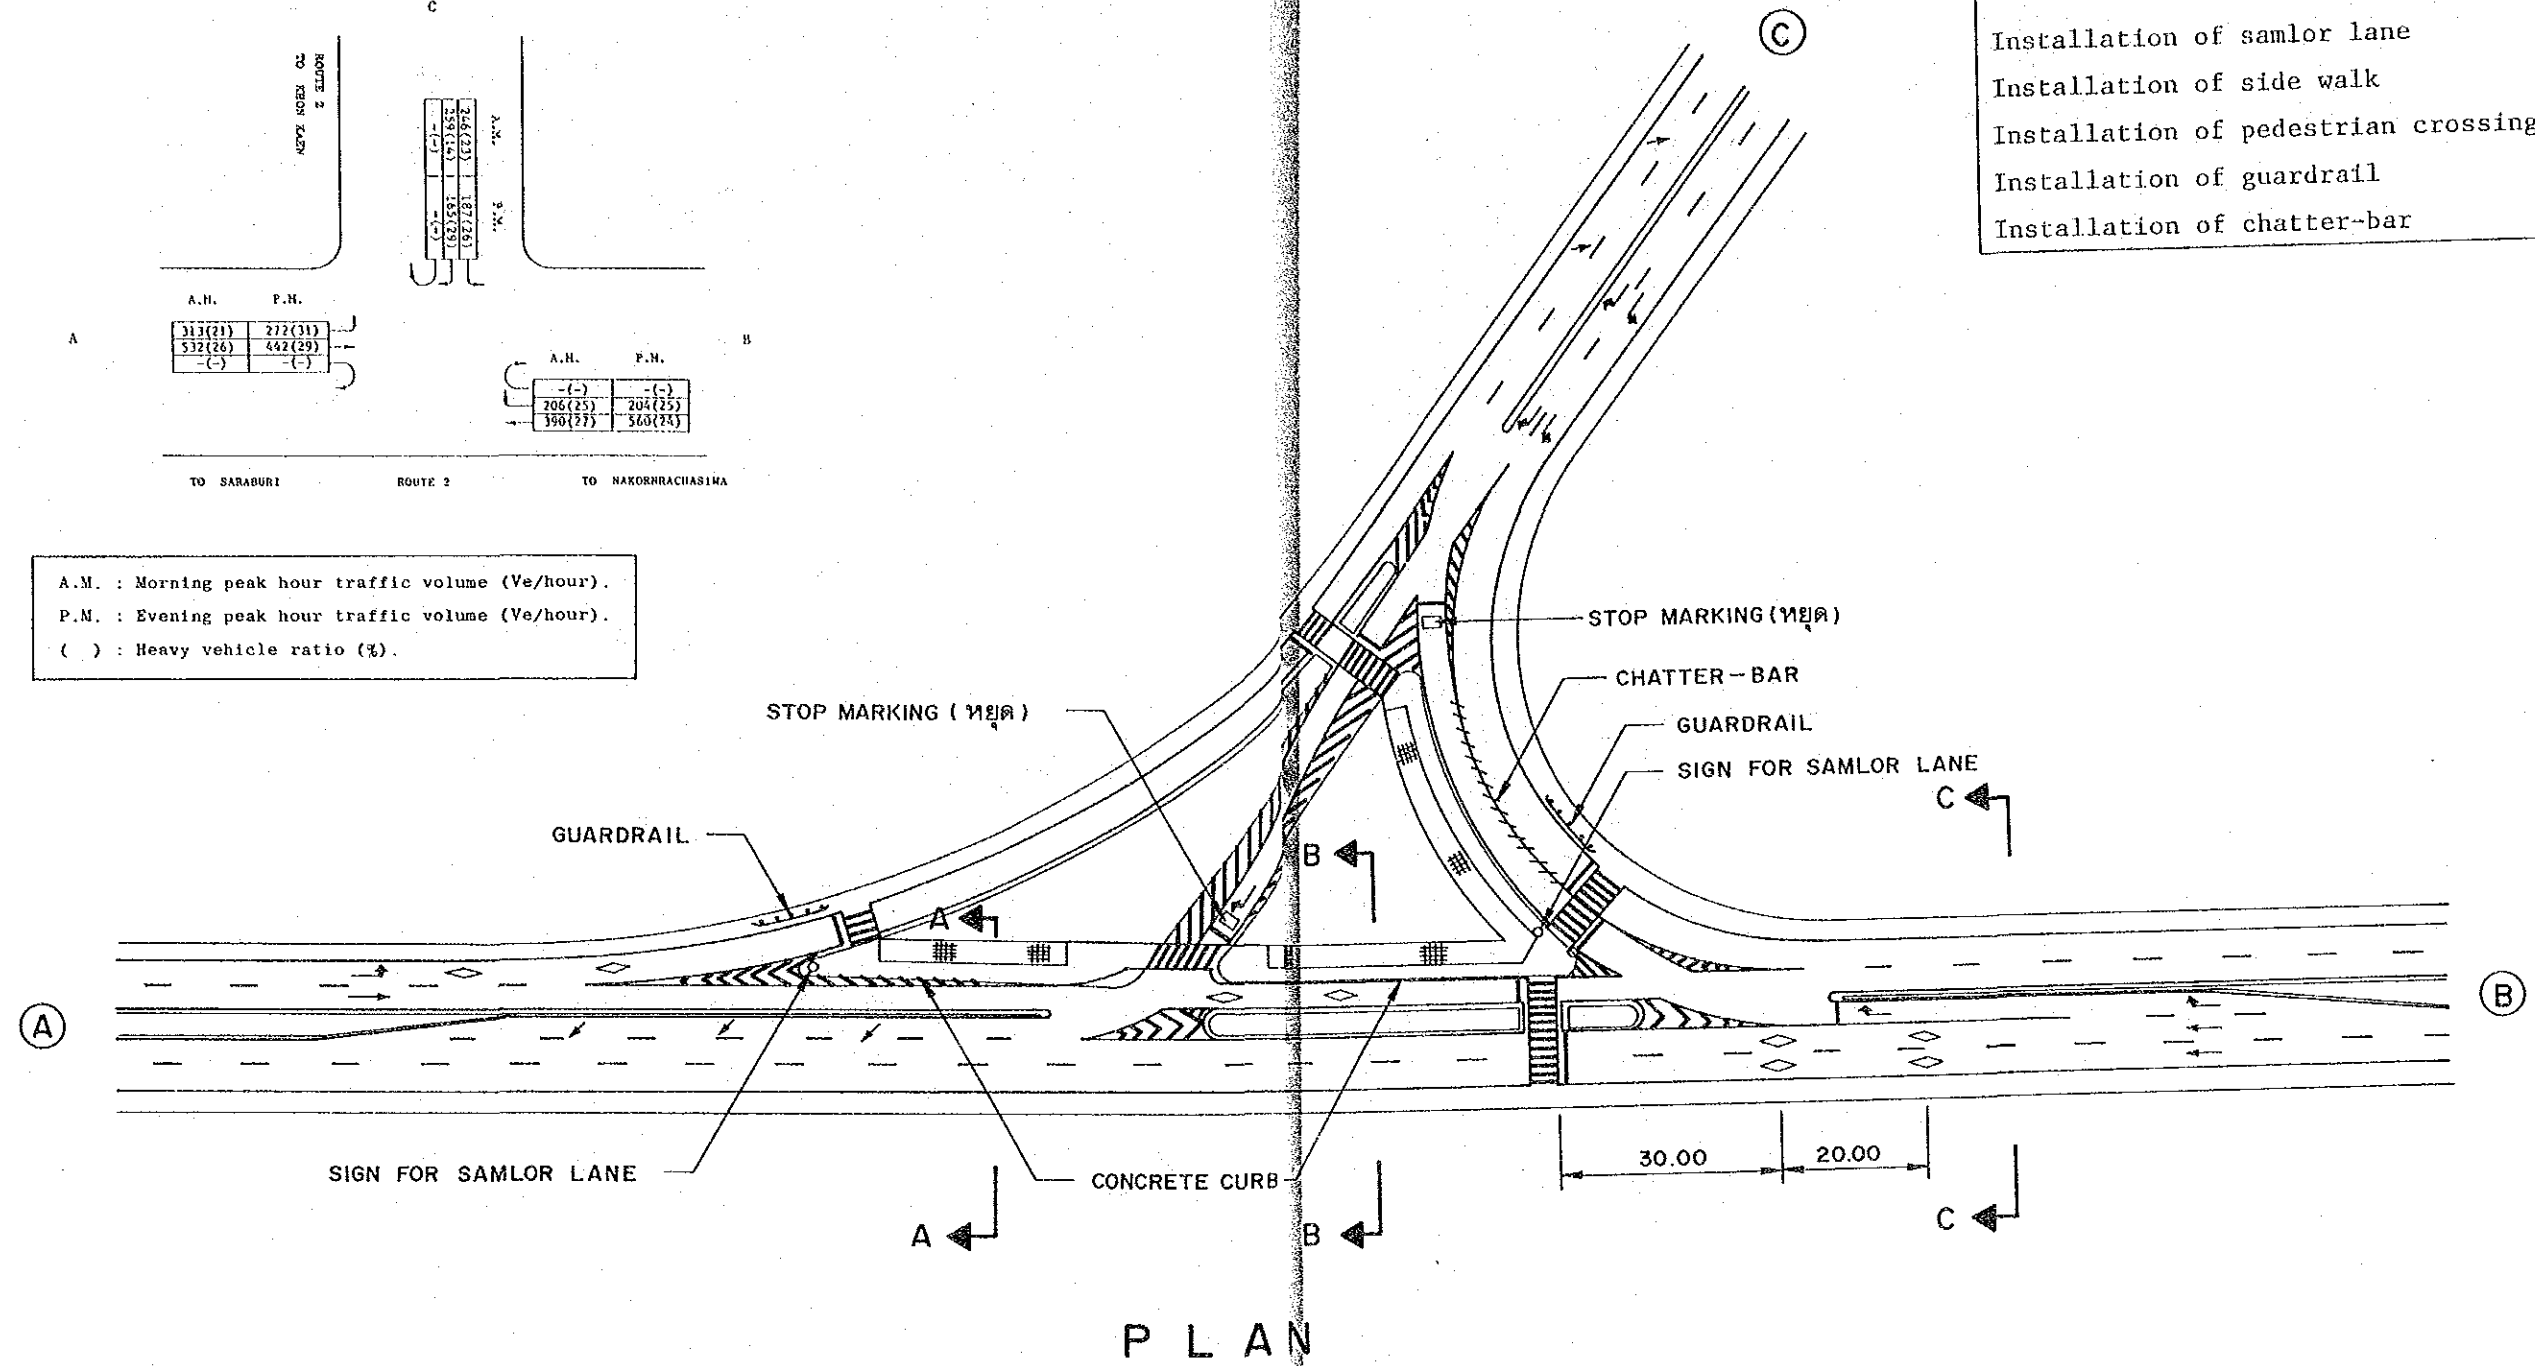 C
ROUTE 2
TO KHON KAEN
A.M. P.M.
246(23) 187(26)
259(14) 165(29)
-(-) -(-)
A
A.M. P.M.
313(21) 272(31)
532(26) 442(29)
-(-) -(-)
B
A.M. P.M.
-(-) -(-)
206(25) 204(25)
390(27) 560(24)
TO SARABURI ROUTE 2 TO NAKORNRACHASIMA
A.M. : Morning peak hour traffic volume (Ve/hour).
P.M. : Evening peak hour traffic volume (Ve/hour).
( ) : Heavy vehicle ratio (%).
C
Installation of samlor lane
Installation of side walk
Installation of pedestrian crossing
Installation of guardrail
Installation of chatter-bar
STOP MARKING (หยุด)
CHATTER-BAR
GUARDRAIL
SIGN FOR SAMLOR LANE
STOP MARKING (หยุด)
GUARDRAIL
C
B
A
A
B
SIGN FOR SAMLOR LANE
CONCRETE CURB
30.00 20.00
A
B
C
PLAN